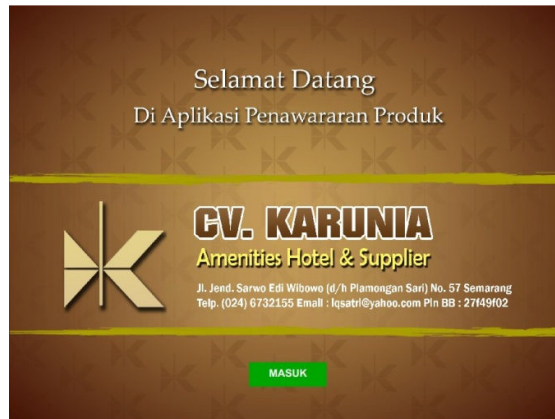 Selamat Datang
Di Aplikasi Penawararan Produk
CV. KARUNIA
Amenities Hotel & Supplier
Jl. Jend. Sarwo Edi Wibowo (d/h Plamongan Sari) No. 57 Semarang
Telp. (024) 6732155 Email : lqsatri@yahoo.com Pin BB : 27f49f02
MASUK